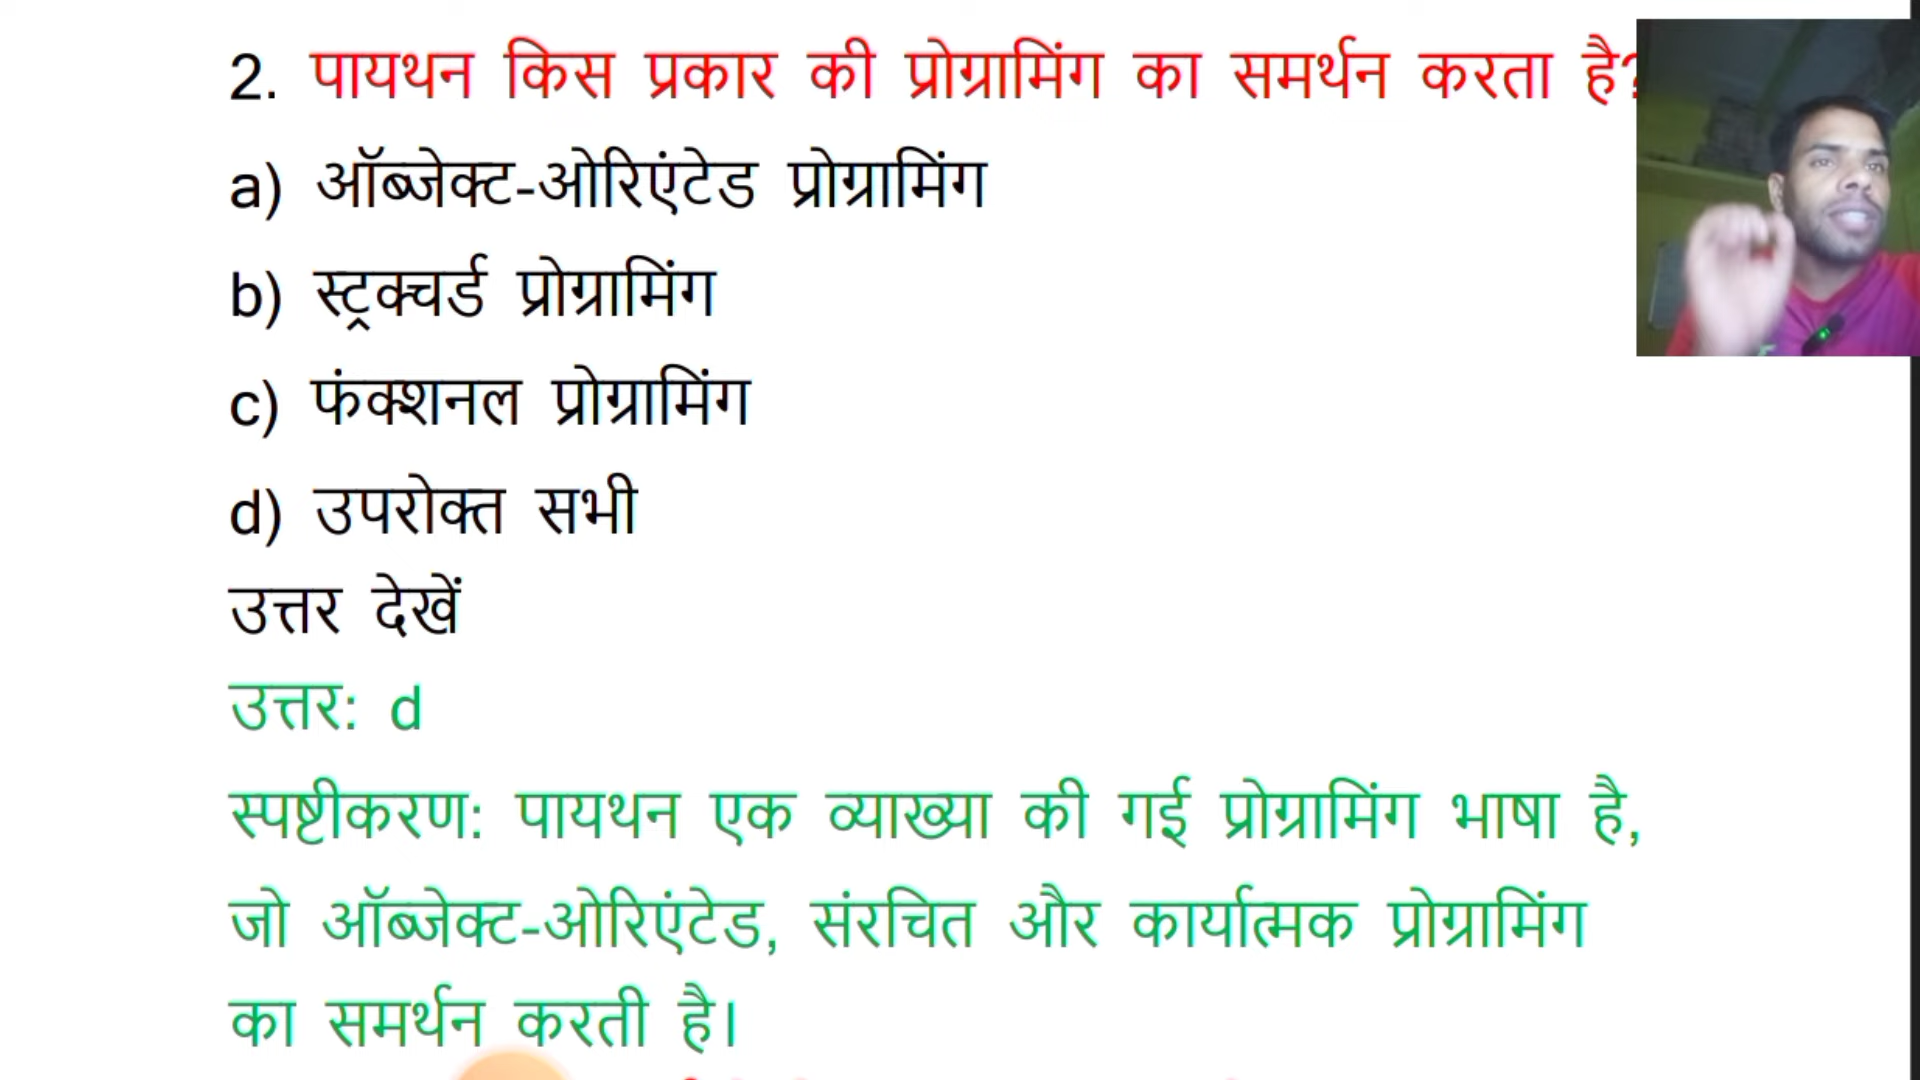 2. पायथन किस प्रकार की प्रोग्रामिंग का समर्थन करता है?
a) ऑब्जेक्ट-ओरिएंटेड प्रोग्रामिंग
b) स्ट्रक्चर्ड प्रोग्रामिंग
c) फंक्शनल प्रोग्रामिंग
d) उपरोक्त सभी
उत्तर देखें
उत्तर: d
स्पष्टीकरण: पायथन एक व्याख्या की गई प्रोग्रामिंग भाषा है,
जो ऑब्जेक्ट-ओरिएंटेड, संरचित और कार्यात्मक प्रोग्रामिंग
का समर्थन करती है।